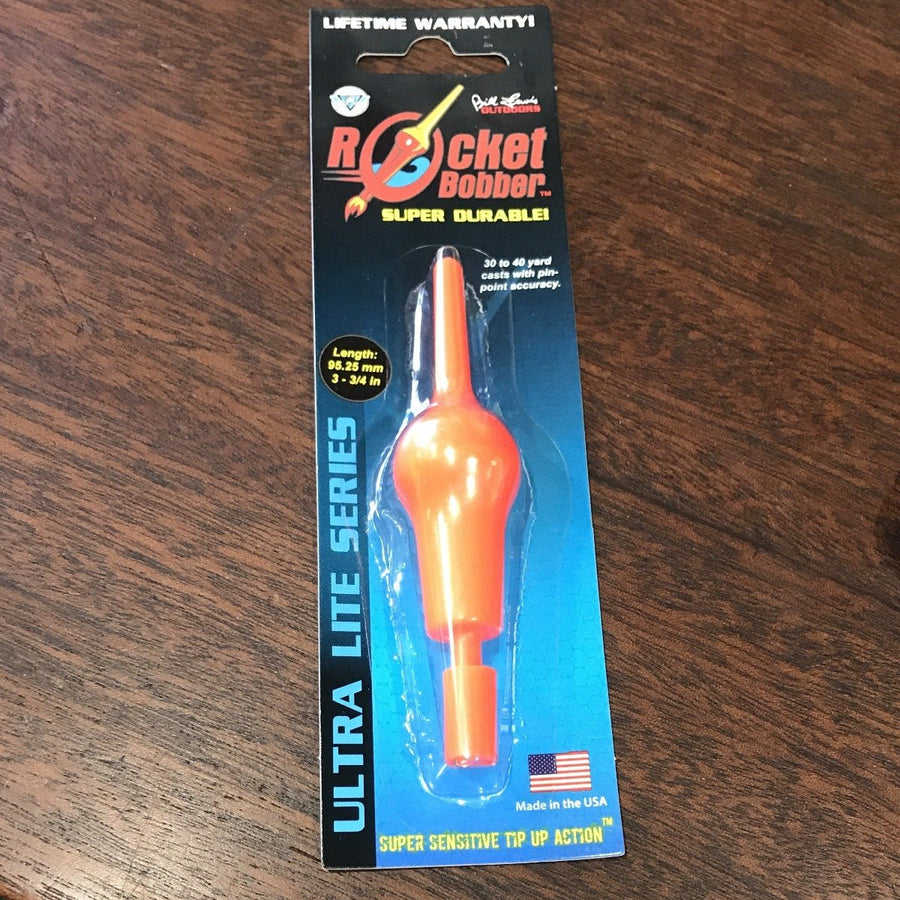 LIFETIME WARRANTY!
Bill Lewis
OUTDOORS
Rocket
Bobber™
SUPER DURABLE!
30 to 40 yard
casts with pin-
point accuracy.
Length:
95.25 mm
3 - 3/4 in
ULTRA LITE SERIES
Made in the USA
SUPER SENSITIVE TIP UP ACTION™